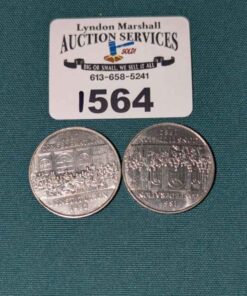 Lyndon Marshall
AUCTION SERVICES
SOLD!
BIG OR SMALL, WE SELL IT ALL
613-658-5241
1564